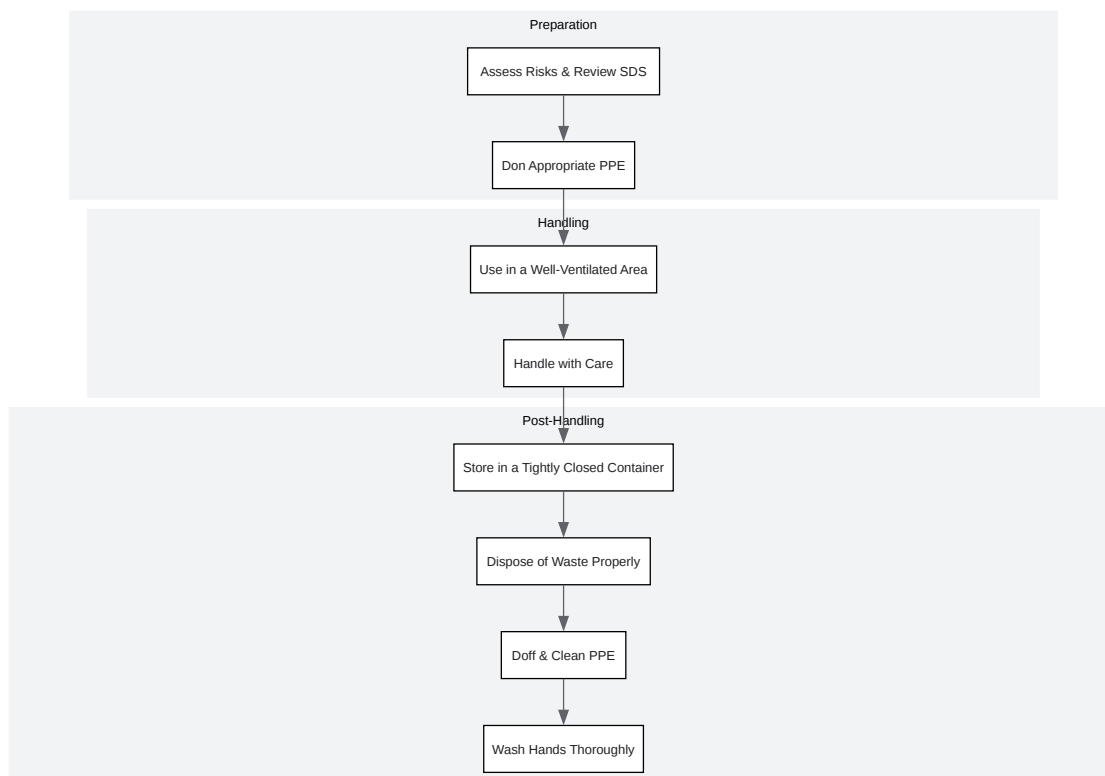 Preparation
Assess Risks & Review SDS
Don Appropriate PPE
Handling
Use in a Well-Ventilated Area
Handle with Care
Post-Handling
Store in a Tightly Closed Container
Dispose of Waste Properly
Doff & Clean PPE
Wash Hands Thoroughly